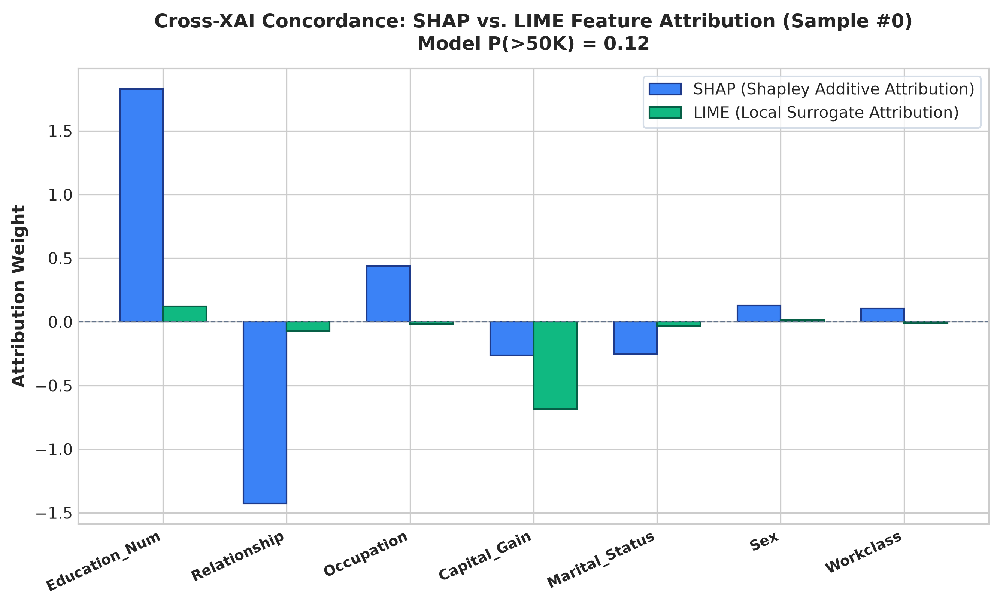 Cross-XAI Concordance: SHAP vs. LIME Feature Attribution (Sample #0)
Model P(>50K) = 0.12
SHAP (Shapley Additive Attribution)
LIME (Local Surrogate Attribution)
Attribution Weight
1.5
1.0
0.5
0.0
−0.5
−1.0
−1.5
Education_Num
Relationship
Occupation
Capital_Gain
Marital_Status
Sex
Workclass